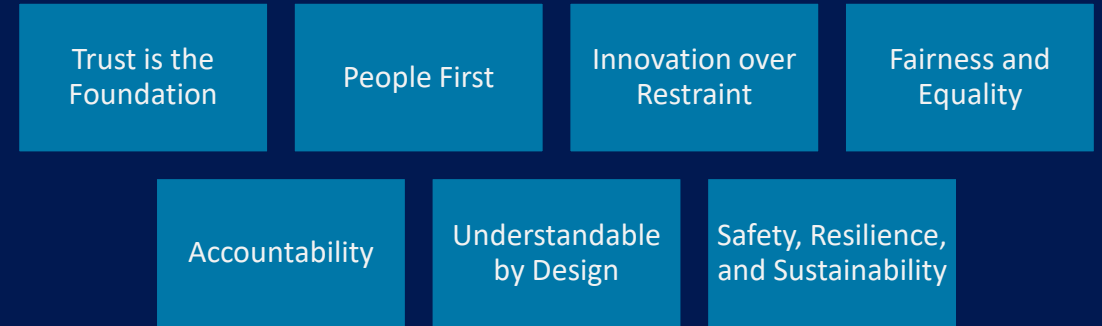 Trust is the
Foundation
People First
Innovation over
Restraint
Fairness and
Equality
Accountability
Understandable
by Design
Safety, Resilience,
and Sustainability